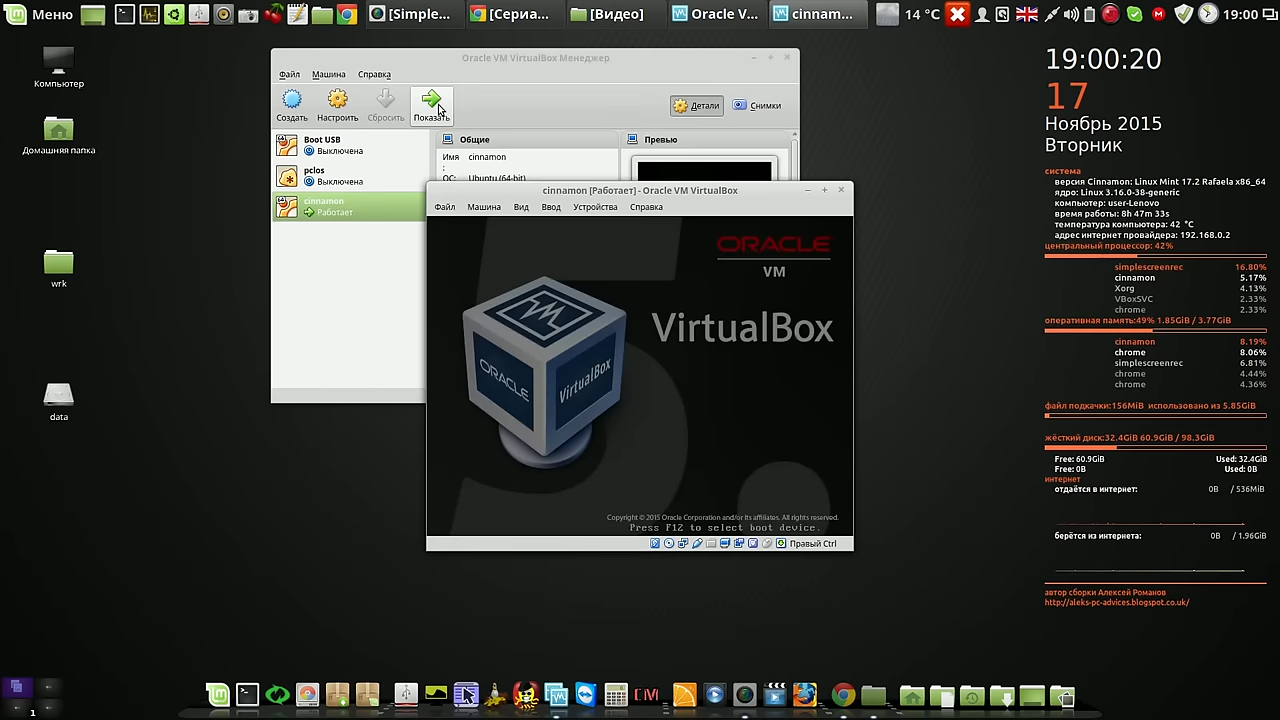 Меню
[Simple...
[Сериа...
[Видео]
Oracle V...
cinnam...
14 °C
19:00
Компьютер
Домашняя папка
wrk
data
Oracle VM VirtualBox Менеджер
Файл Машина Справка
Создать Настроить Сбросить Показать
Детали Снимки
Boot USB
Выключена
pclos
Выключена
cinnamon
Работает
Общие
Имя cinnamon
:
ОС: Ubuntu (64-bit)
Превью
cinnamon [Работает] - Oracle VM VirtualBox
Файл Машина Вид Ввод Устройства Справка
ORACLE
VM
VirtualBox
ORACLE
VirtualBox
Copyright © 2015 Oracle Corporation and/or its affiliates. All rights reserved.
Press F12 to select boot device.
Правый Ctrl
19:00:20
17
Ноябрь 2015
Вторник
система
версия Cinnamon: Linux Mint 17.2 Rafaela x86_64
ядро: Linux 3.16.0-38-generic
компьютер: user-Lenovo
время работы: 8h 47m 33s
температура компьютера: 42 °C
адрес интернет провайдера: 192.168.0.2
центральный процессор: 42%
simplescreenrec 16.80%
cinnamon 5.17%
Xorg 4.13%
VBoxSVC 2.33%
chrome 2.33%
оперативная память:49% 1.85GiB / 3.77GiB
cinnamon 8.19%
chrome 8.06%
simplescreenrec 6.81%
chrome 4.44%
chrome 4.36%
файл подкачки:156MiB использовано из 5.85GiB
жёсткий диск:32.4GiB 60.9GiB / 98.3GiB
Free: 60.9GiB Used: 32.4GiB
Free: 0B Used: 0B
интернет
отдаётся в интернет: 0B / 536MiB
берётся из интернета: 0B / 1.96GiB
автор сборки Алексей Романов
http://aleks-pc-advices.blogspot.co.uk/
1